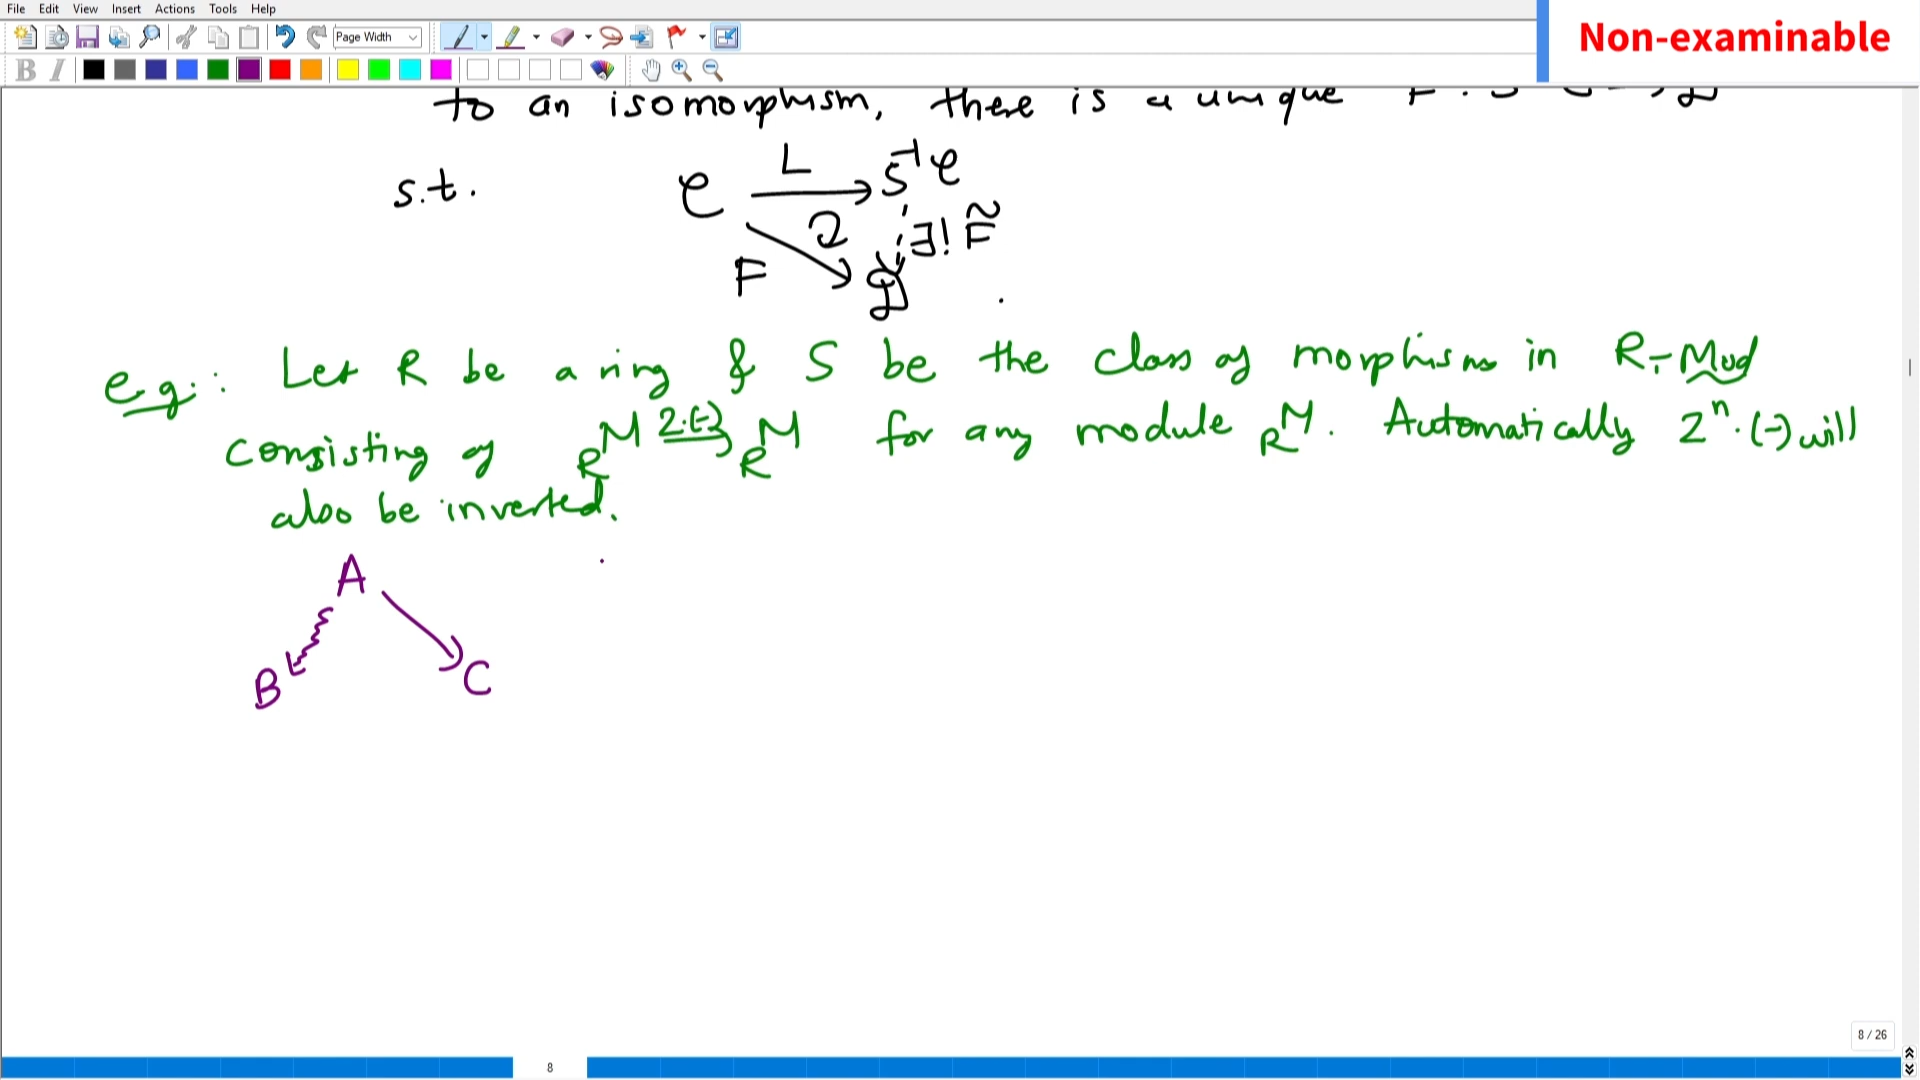 File Edit View Insert Actions Tools Help
Non-examinable
Page Width
B I
to an isomorphism, there is a unique
s.t. C L S⁻¹C
2 ∃! F̃
F D
e.g.: Let R be a ring & S be the class of morphisms in R-Mod
consisting of RM 2·(-) RM for any module RM. Automatically 2ⁿ·(-) will
also be inverted.
A
B C
8 / 26
8